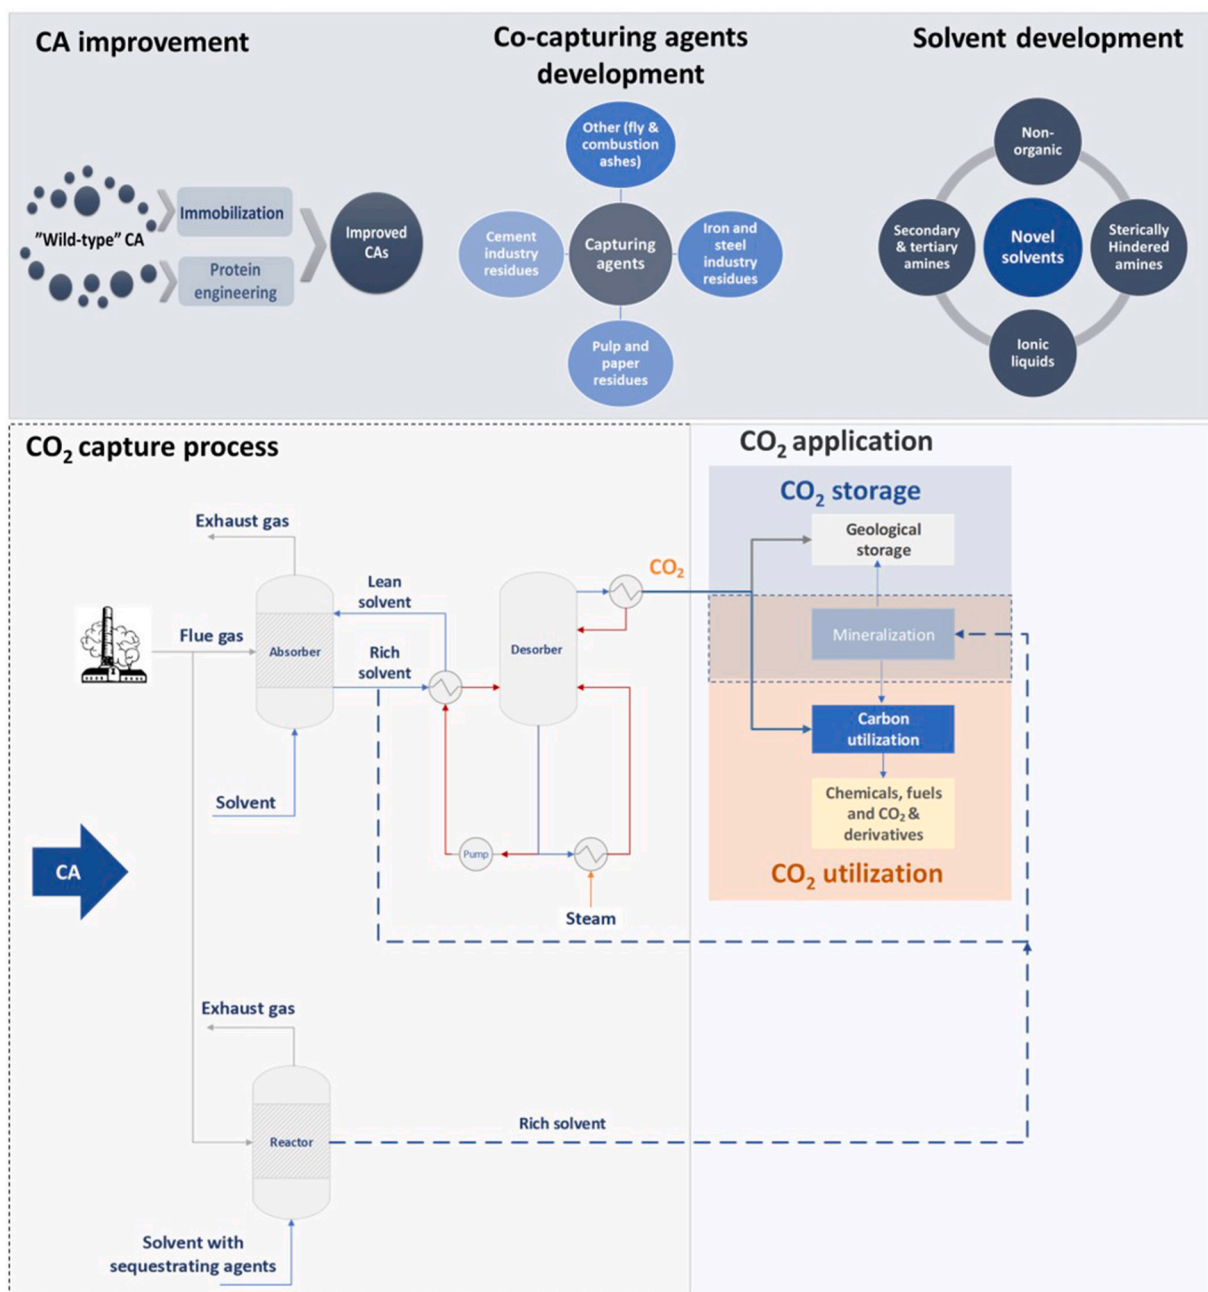 CA improvement
"Wild-type" CA
Immobilization
Protein
engineering
Improved
CAs
Co-capturing agents
development
Other (fly &
combustion
ashes)
Cement
industry
residues
Capturing
agents
Iron and
steel
industry
residues
Pulp and
paper
residues
Solvent development
Non-
organic
Secondary
& tertiary
amines
Novel
solvents
Sterically
Hindered
amines
Ionic
liquids
CO₂ capture process
Exhaust gas
Flue gas
Absorber
Lean
solvent
Rich
solvent
Desorber
CO₂
Solvent
Pump
Steam
CA
Exhaust gas
Reactor
Rich solvent
Solvent with
sequestrating agents
CO₂ application
CO₂ storage
Geological
storage
Mineralization
Carbon
utilization
Chemicals, fuels
and CO₂ &
derivatives
CO₂ utilization